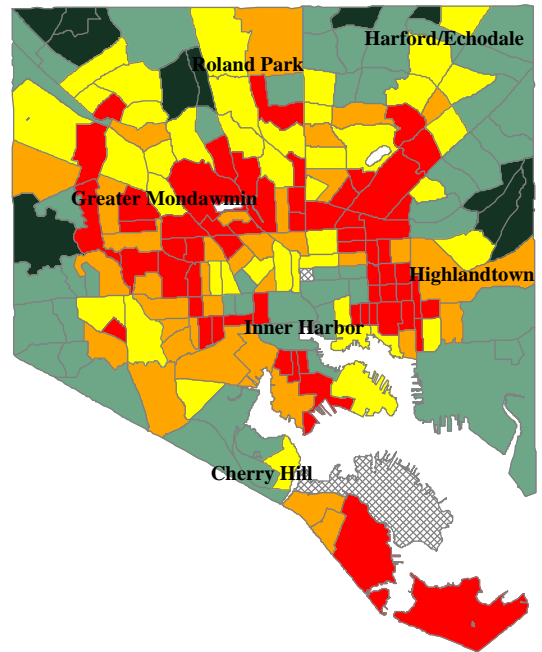 Harford/Echodale
Roland Park
Greater Mondawmin
Highlandtown
Inner Harbor
Cherry Hill